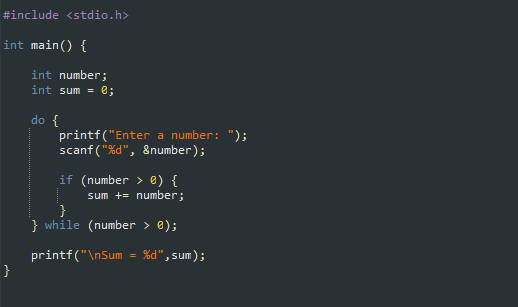 #include <stdio.h>

int main() {

    int number;
    int sum = 0;

    do {
        printf("Enter a number: ");
        scanf("%d", &number);

        if (number > 0) {
            sum += number;
        }
    } while (number > 0);

    printf("\nSum = %d",sum);
}